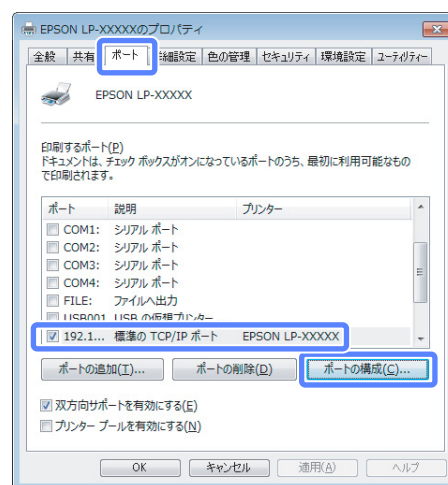 EPSON LP-XXXXXのプロパティ
全般 共有 ポート 詳細設定 色の管理 セキュリティ 環境設定 ユーティリティー
EPSON LP-XXXXX
印刷するポート(P)
ドキュメントは、チェック ボックスがオンになっているポートのうち、最初に利用可能なもの
で印刷されます。
ポート 説明 プリンター
COM1: シリアル ポート
COM2: シリアル ポート
COM3: シリアル ポート
COM4: シリアル ポート
FILE: ファイルへ出力
USB001 USB の仮想プリンター
192.1... 標準の TCP/IP ポート EPSON LP-XXXXX
ポートの追加(T)... ポートの削除(D) ポートの構成(C)...
双方向サポートを有効にする(E)
プリンター プールを有効にする(N)
OK キャンセル 適用(A) ヘルプ